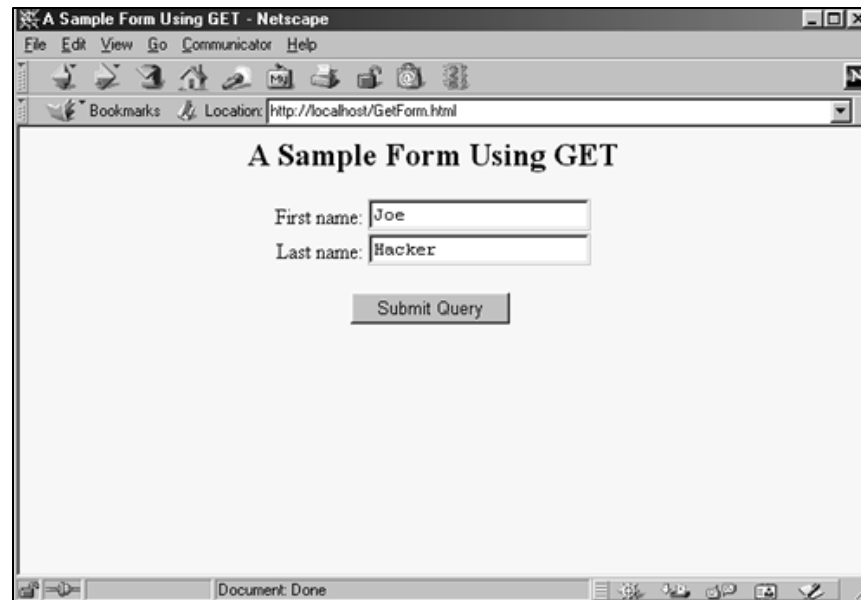 A Sample Form Using GET - Netscape
File Edit View Go Communicator Help
My
N
Bookmarks Location: http://localhost/GetForm.html
A Sample Form Using GET
First name: Joe
Last name: Hacker
Submit Query
Document: Done